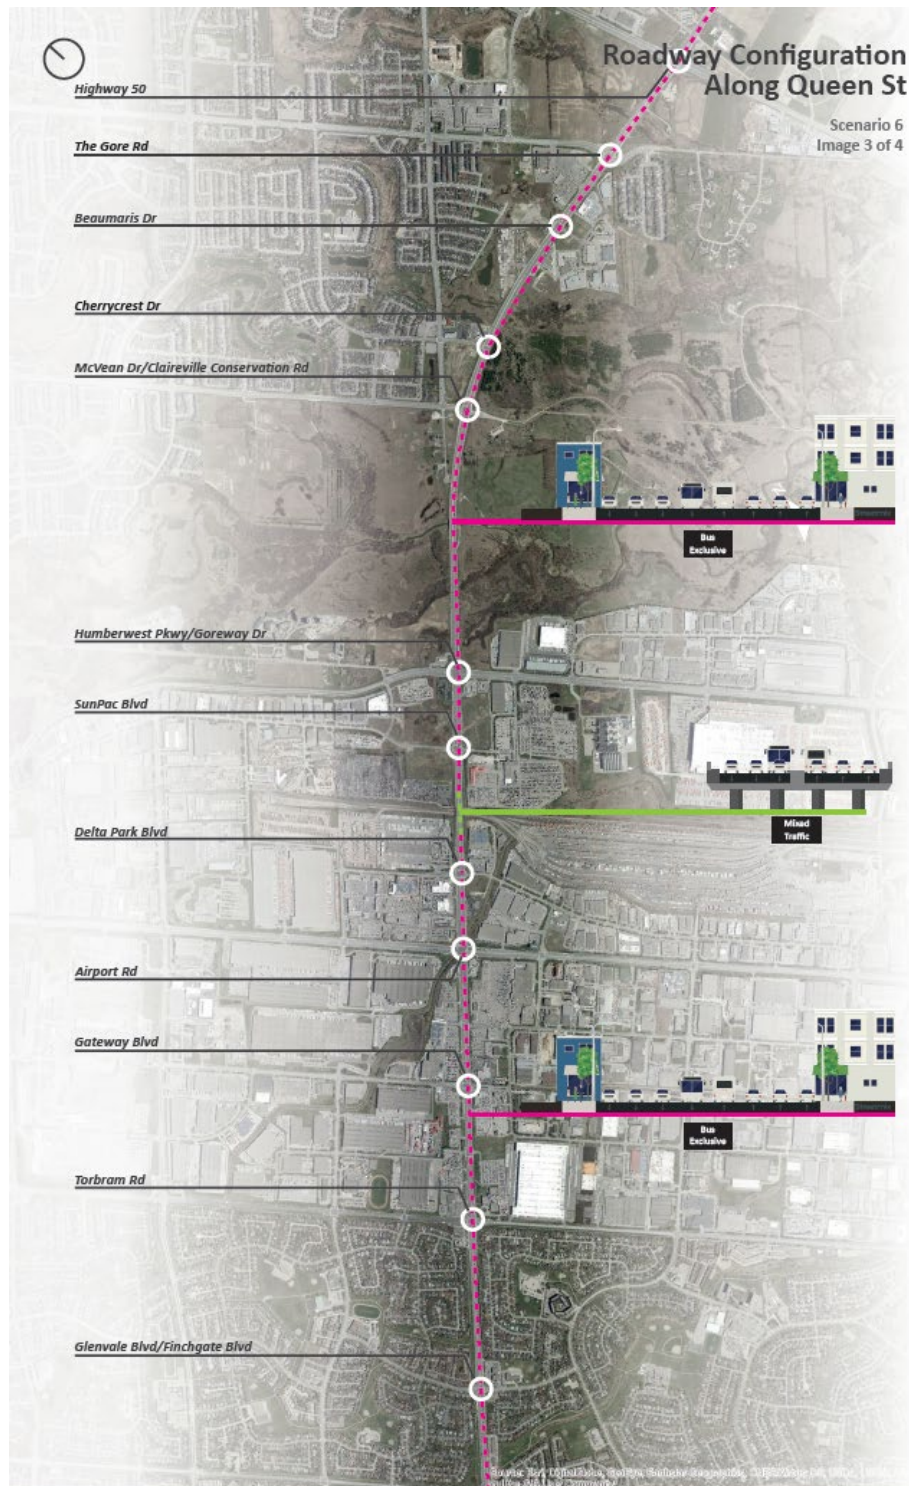 Roadway Configuration
Along Queen St
Scenario 6
Image 3 of 4
Highway 50
The Gore Rd
Beaumaris Dr
Cherrycrest Dr
McVean Dr/Claireville Conservation Rd
Bus
Exclusive
Humberwest Pkwy/Goreway Dr
SunPac Blvd
Mixed
Traffic
Delta Park Blvd
Airport Rd
Gateway Blvd
Bus
Exclusive
Torbram Rd
Glenvale Blvd/Finchgate Blvd